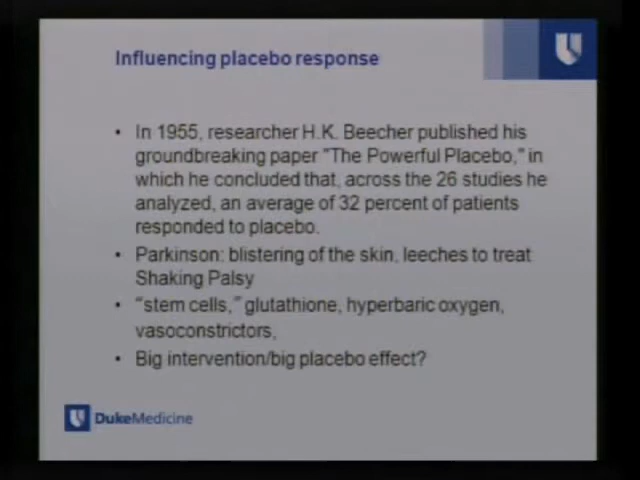 Influencing placebo response
• In 1955, researcher H.K. Beecher published his
groundbreaking paper "The Powerful Placebo," in
which he concluded that, across the 26 studies he
analyzed, an average of 32 percent of patients
responded to placebo.
• Parkinson: blistering of the skin, leeches to treat
Shaking Palsy
• "stem cells," glutathione, hyperbaric oxygen,
vasoconstrictors,
• Big intervention/big placebo effect?
DukeMedicine